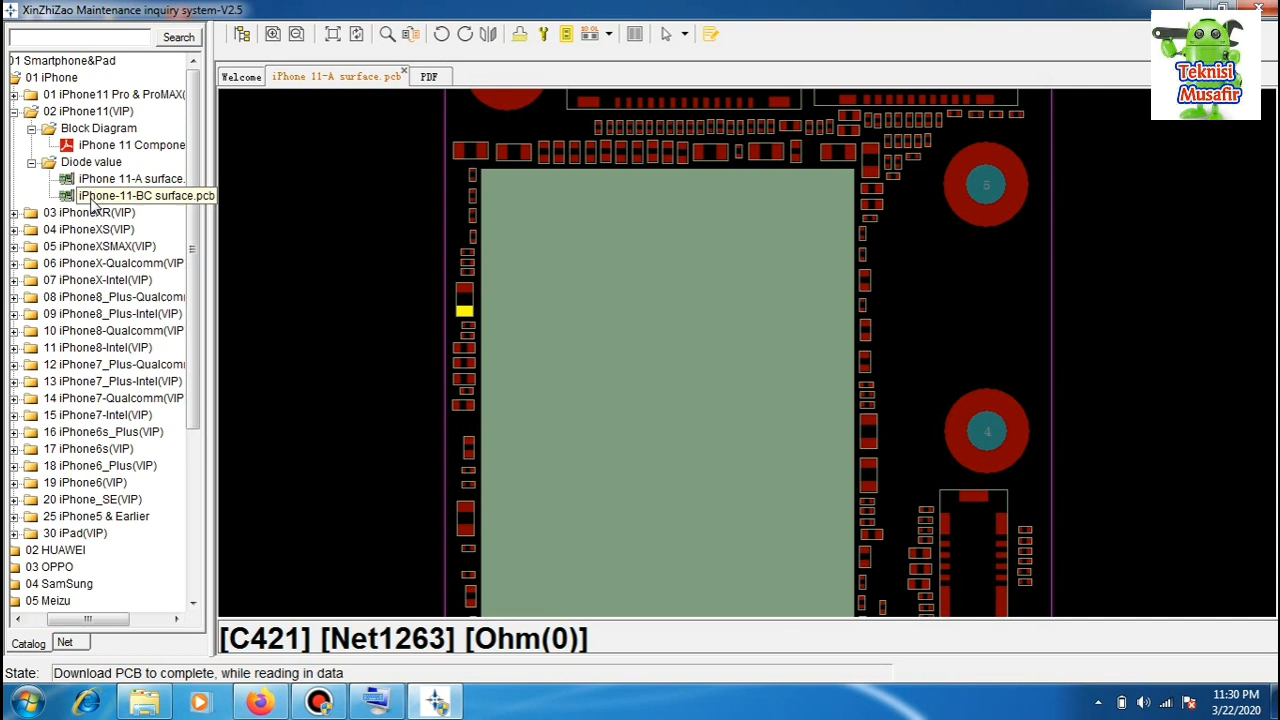 XinZhiZao Maintenance inquiry system-V2.5
Search
01 Smartphone&Pad
01 iPhone
01 iPhone11 Pro & ProMAX(
02 iPhone11(VIP)
Block Diagram
iPhone 11 Compone
Diode value
iPhone 11-A surface.
iPhone-11-BC surface.pcb
03 iPhoneXR(VIP)
04 iPhoneXS(VIP)
05 iPhoneXSMAX(VIP)
06 iPhoneX-Qualcomm(VIP
07 iPhoneX-Intel(VIP)
08 iPhone8_Plus-Qualcomm
09 iPhone8_Plus-Intel(VIP)
10 iPhone8-Qualcomm(VIP
11 iPhone8-Intel(VIP)
12 iPhone7_Plus-Qualcomm
13 iPhone7_Plus-Intel(VIP)
14 iPhone7-Qualcomm(VIP
15 iPhone7-Intel(VIP)
16 iPhone6s_Plus(VIP)
17 iPhone6s(VIP)
18 iPhone6_Plus(VIP)
19 iPhone6(VIP)
20 iPhone_SE(VIP)
25 iPhone5 & Earlier
30 iPad(VIP)
02 HUAWEI
03 OPPO
04 SamSung
05 Meizu
Catalog Net
Welcome iPhone 11-A surface.pcb PDF
5
4
Teknisi
Musafir
[C421] [Net1263] [Ohm(0)]
State: Download PCB to complete, while reading in data
11:30 PM
3/22/2020